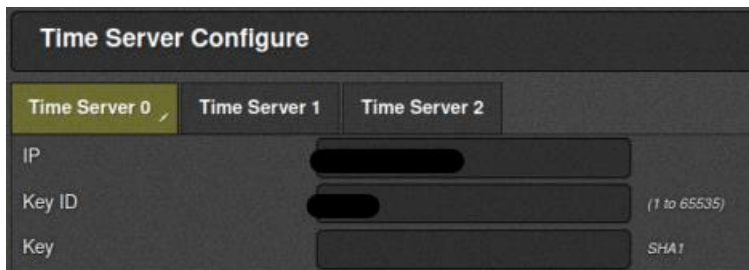 Time Server Configure
Time Server 0 Time Server 1 Time Server 2
IP
Key ID (1 to 65535)
Key SHA1